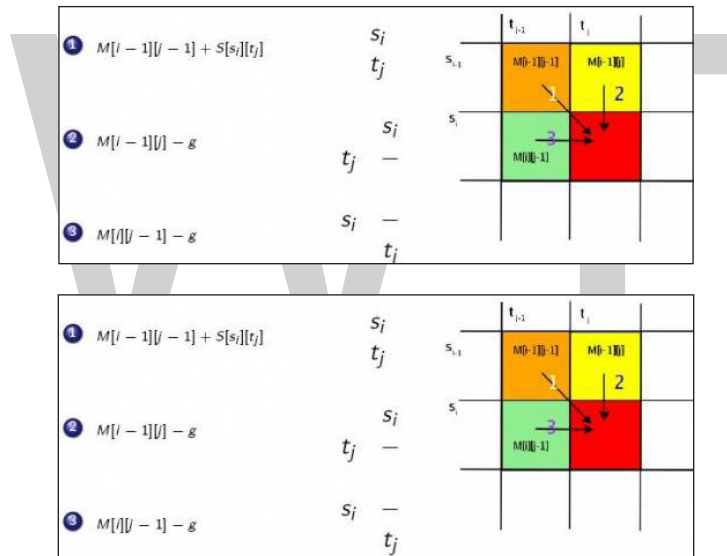 1 M[i − 1][j − 1] + S[s_i][t_j]
s_i
t_j
2 M[i − 1][j] − g
s_i
t_j —
3 M[i][j − 1] − g
s_i —
t_j
t_{i-1} t_j
s_{i-1} M[i-1][j-1] M[i-1][j]
1 2
s_i 3
M[i][j-1]
1 M[i − 1][j − 1] + S[s_i][t_j]
s_i
t_j
2 M[i − 1][j] − g
s_i
t_j —
3 M[i][j − 1] − g
s_i —
t_j
t_{i-1} t_j
s_{i-1} M[i-1][j-1] M[i-1][j]
1 2
s_i 3
M[i][j-1]